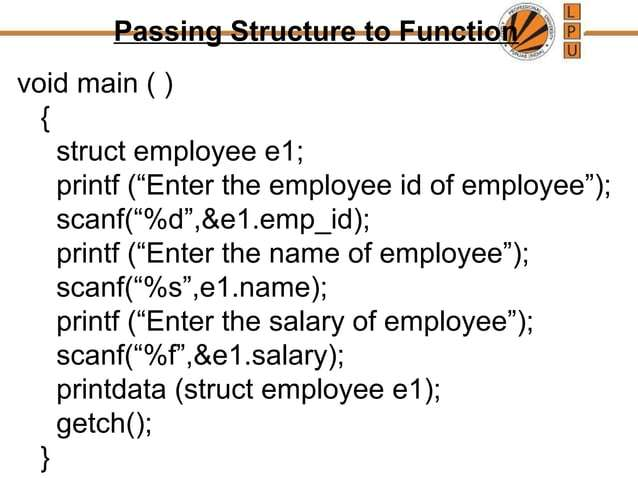 Passing Structure to Function
L
P
U
void main ( )
{
struct employee e1;
printf (“Enter the employee id of employee”);
scanf(“%d”,&e1.emp_id);
printf (“Enter the name of employee”);
scanf(“%s”,e1.name);
printf (“Enter the salary of employee”);
scanf(“%f”,&e1.salary);
printdata (struct employee e1);
getch();
}